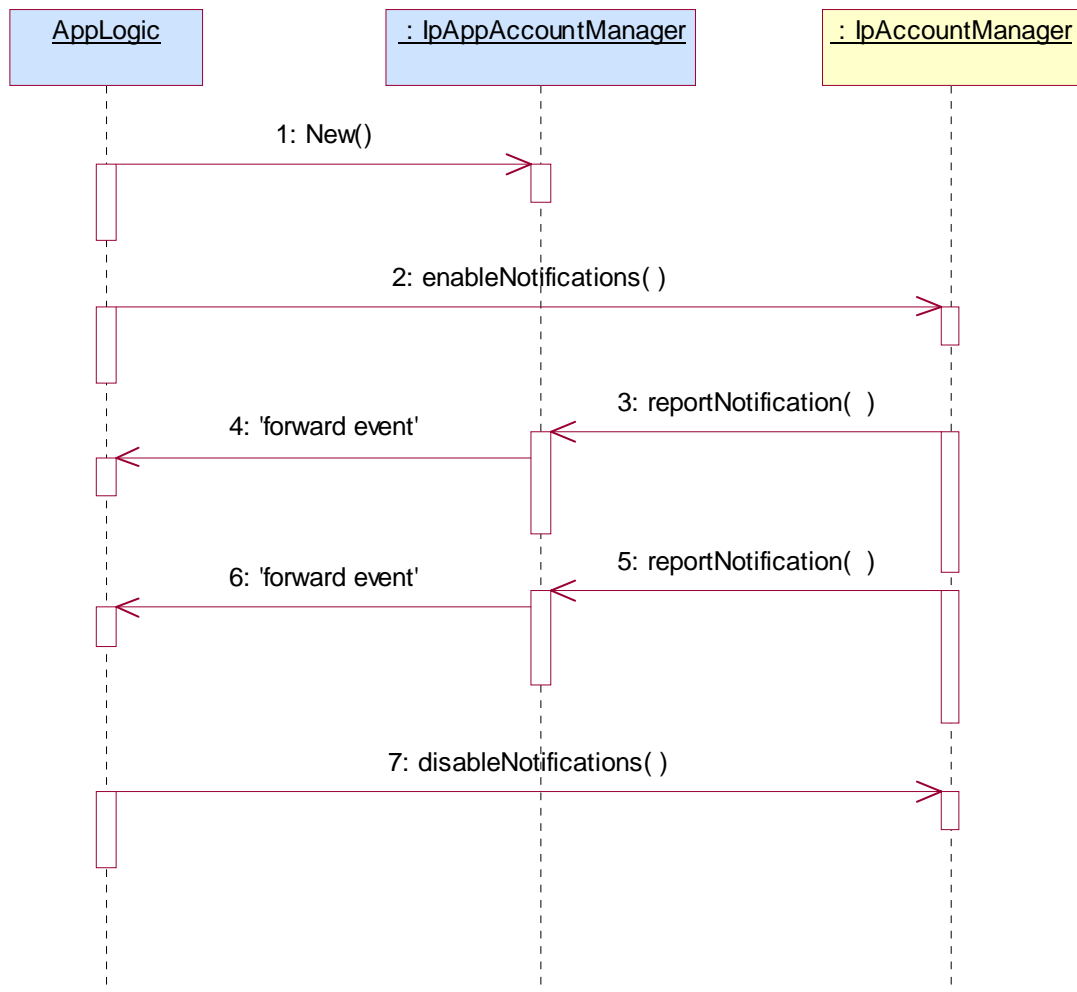 AppLogic
: IpAppAccountManager
: IpAccountManager
1: New()
2: enableNotifications( )
3: reportNotification(  )
4: 'forward event'
5: reportNotification(  )
6: 'forward event'
7: disableNotifications( )